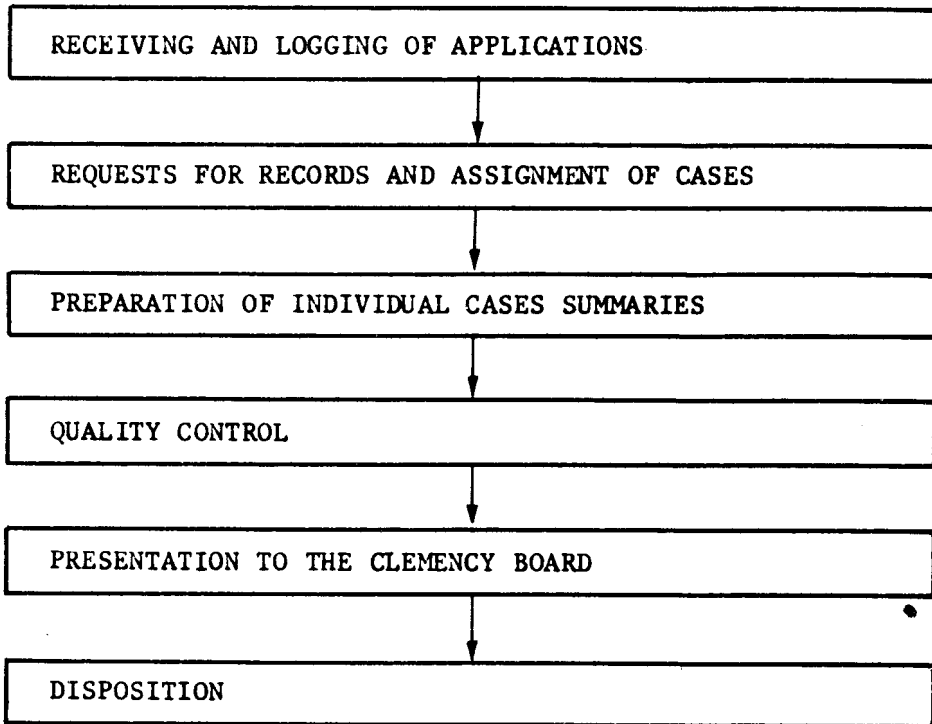 RECEIVING AND LOGGING OF APPLICATIONS
REQUESTS FOR RECORDS AND ASSIGNMENT OF CASES
PREPARATION OF INDIVIDUAL CASES SUMMARIES
QUALITY CONTROL
PRESENTATION TO THE CLEMENCY BOARD
DISPOSITION